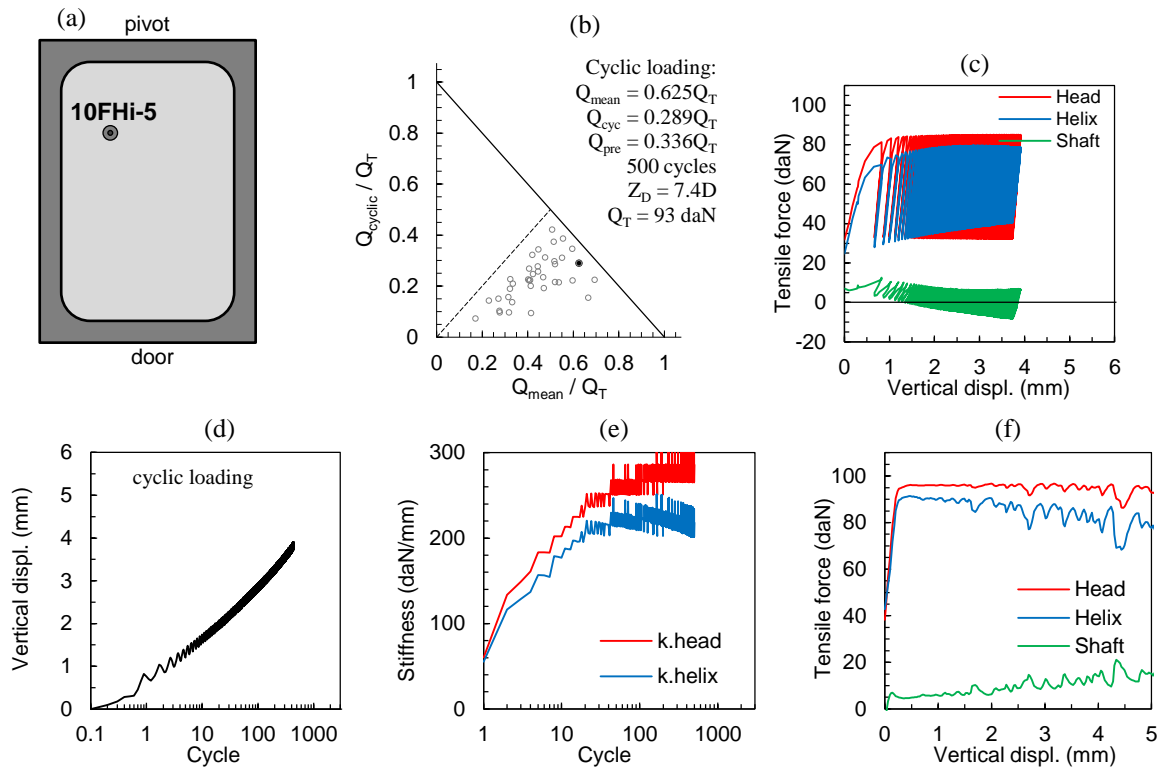 (a)
pivot
10FHi-5
door
(b)
Cyclic loading:
Q_mean = 0.625Q_T
Q_cyc = 0.289Q_T
Q_pre = 0.336Q_T
500 cycles
Z_D = 7.4D
Q_T = 93 daN
Q_cyclic / Q_T
1
0.8
0.6
0.4
0.2
0
0 0.2 0.4 0.6 0.8 1
Q_mean / Q_T
(c)
Head
Helix
Shaft
Tensile force (daN)
100
80
60
40
20
0
-20
0 1 2 3 4 5 6
Vertical displ. (mm)
(d)
cyclic loading
Vertical displ. (mm)
6
5
4
3
2
1
0
0.1 1 10 100 1000
Cycle
(e)
Stiffness (daN/mm)
300
200
100
0
k.head
k.helix
1 10 100 1000
Cycle
(f)
Tensile force (daN)
100
80
60
40
20
0
Head
Helix
Shaft
0 1 2 3 4 5
Vertical displ. (mm)